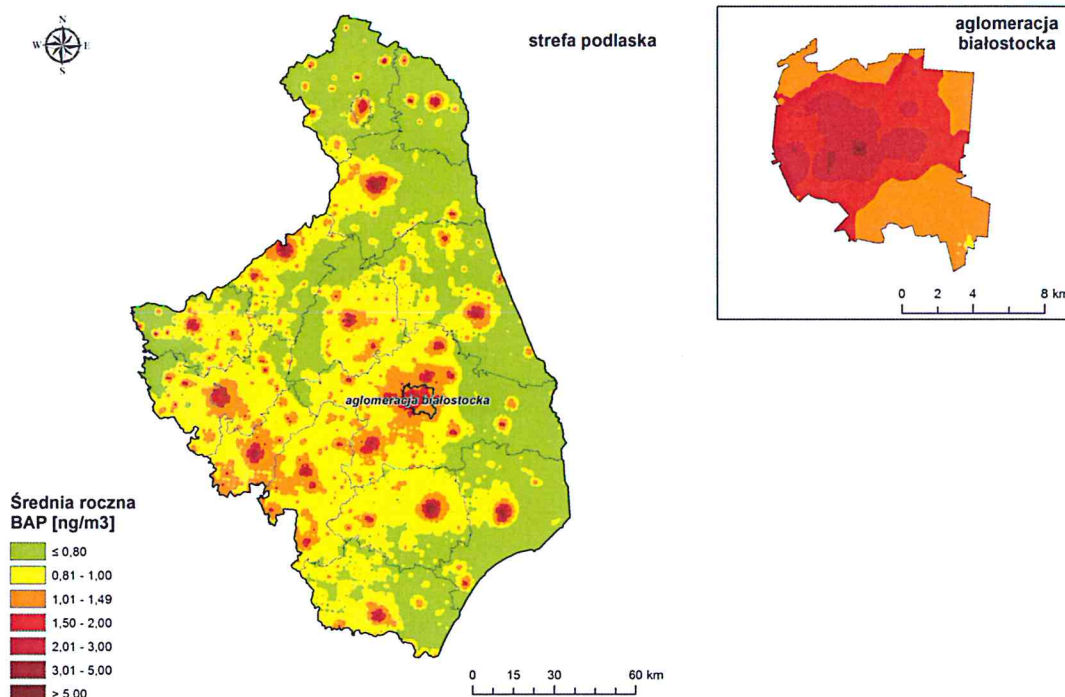 N
W E
S
strefa podlaska
aglomeracja
białostocka
0 2 4 8 km
aglomeracja białostocka
Średnia roczna
BAP [ng/m3]
≤ 0,80
0,81 - 1,00
1,01 - 1,49
1,50 - 2,00
2,01 - 3,00
3,01 - 5,00
> 5,00
0 15 30 60 km